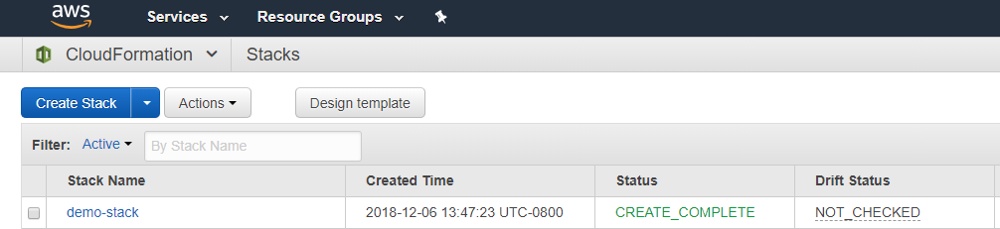 aws Services Resource Groups
CloudFormation Stacks
Create Stack Actions Design template
Filter: Active By Stack Name
Stack Name Created Time Status Drift Status
demo-stack 2018-12-06 13:47:23 UTC-0800 CREATE_COMPLETE NOT_CHECKED